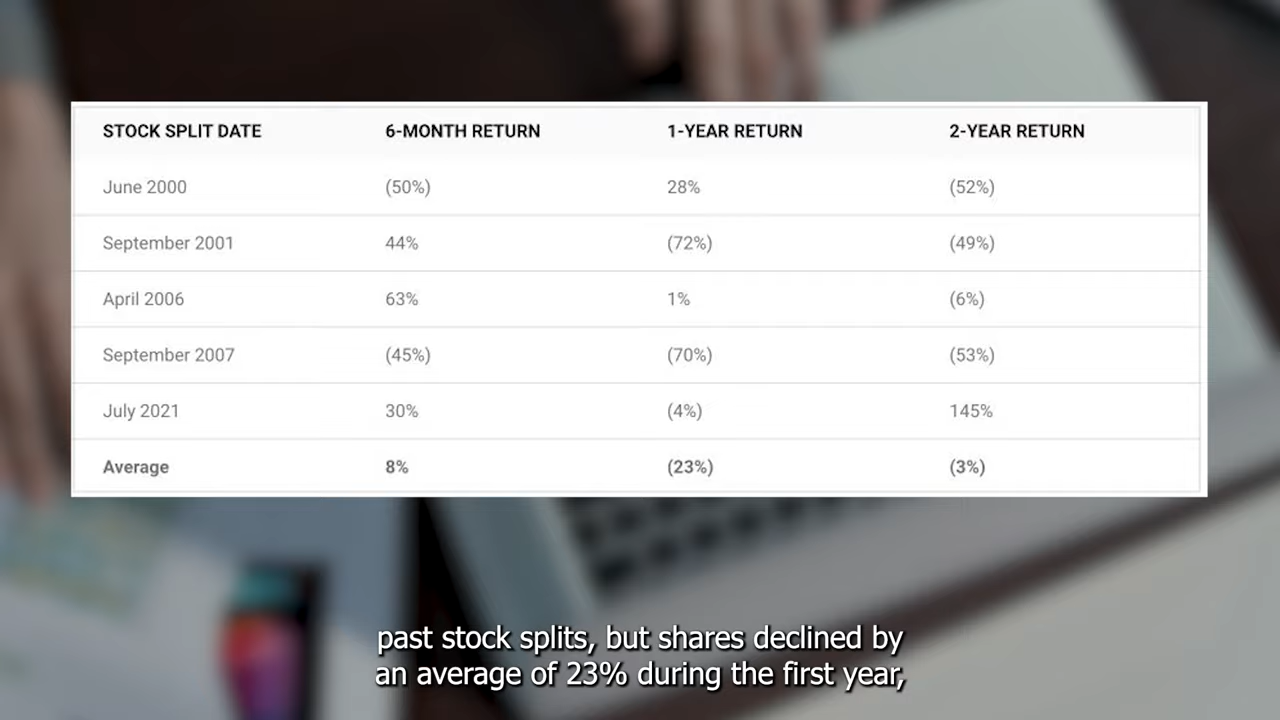 STOCK SPLIT DATE 6-MONTH RETURN 1-YEAR RETURN 2-YEAR RETURN
June 2000 (50%) 28% (52%)
September 2001 44% (72%) (49%)
April 2006 63% 1% (6%)
September 2007 (45%) (70%) (53%)
July 2021 30% (4%) 145%
Average 8% (23%) (3%)
past stock splits, but shares declined by
an average of 23% during the first year,